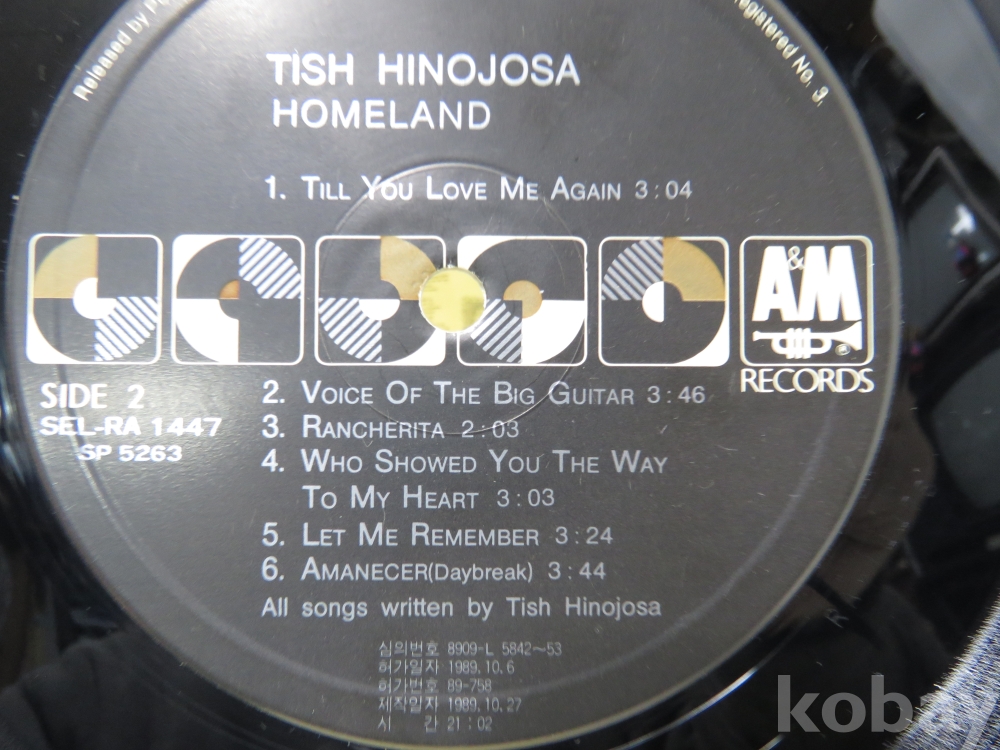 Released by
Registered No. 3.
TISH HINOJOSA
HOMELAND
1. TILL YOU LOVE ME AGAIN 3:04
A&M
®
RECORDS
SIDE 2
SEL-RA 1447
SP 5263
2. VOICE OF THE BIG GUITAR 3:46
3. RANCHERITA 2:03
4. WHO SHOWED YOU THE WAY
TO MY HEART 3:03
5. LET ME REMEMBER 3:24
6. AMANECER(Daybreak) 3:44
All songs written by Tish Hinojosa
심의번호 8909-L 5842~53
허가일자 1989.10.6
허가번호 89-758
제작일자 1989.10.27
시 간 21:02
kobay